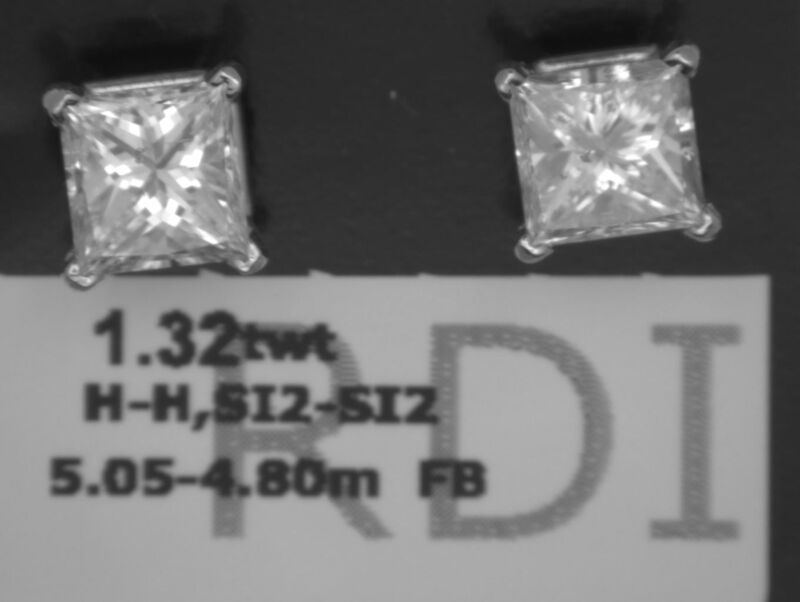 1.32twt
H-H,SI2-SI2
5.05-4.80m FB
RDI